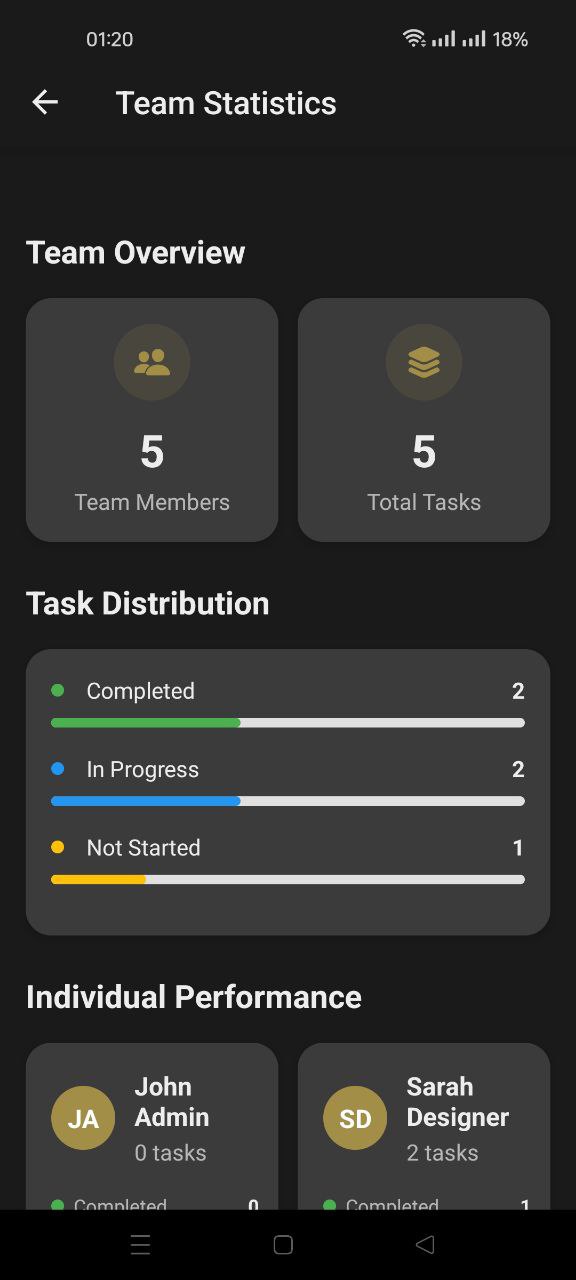 01:20 18%
Team Statistics
Team Overview
5 5
Team Members Total Tasks
Task Distribution
Completed 2
In Progress 2
Not Started 1
Individual Performance
John Sarah
JA Admin SD Designer
0 tasks 2 tasks
Completed 0 Completed 1